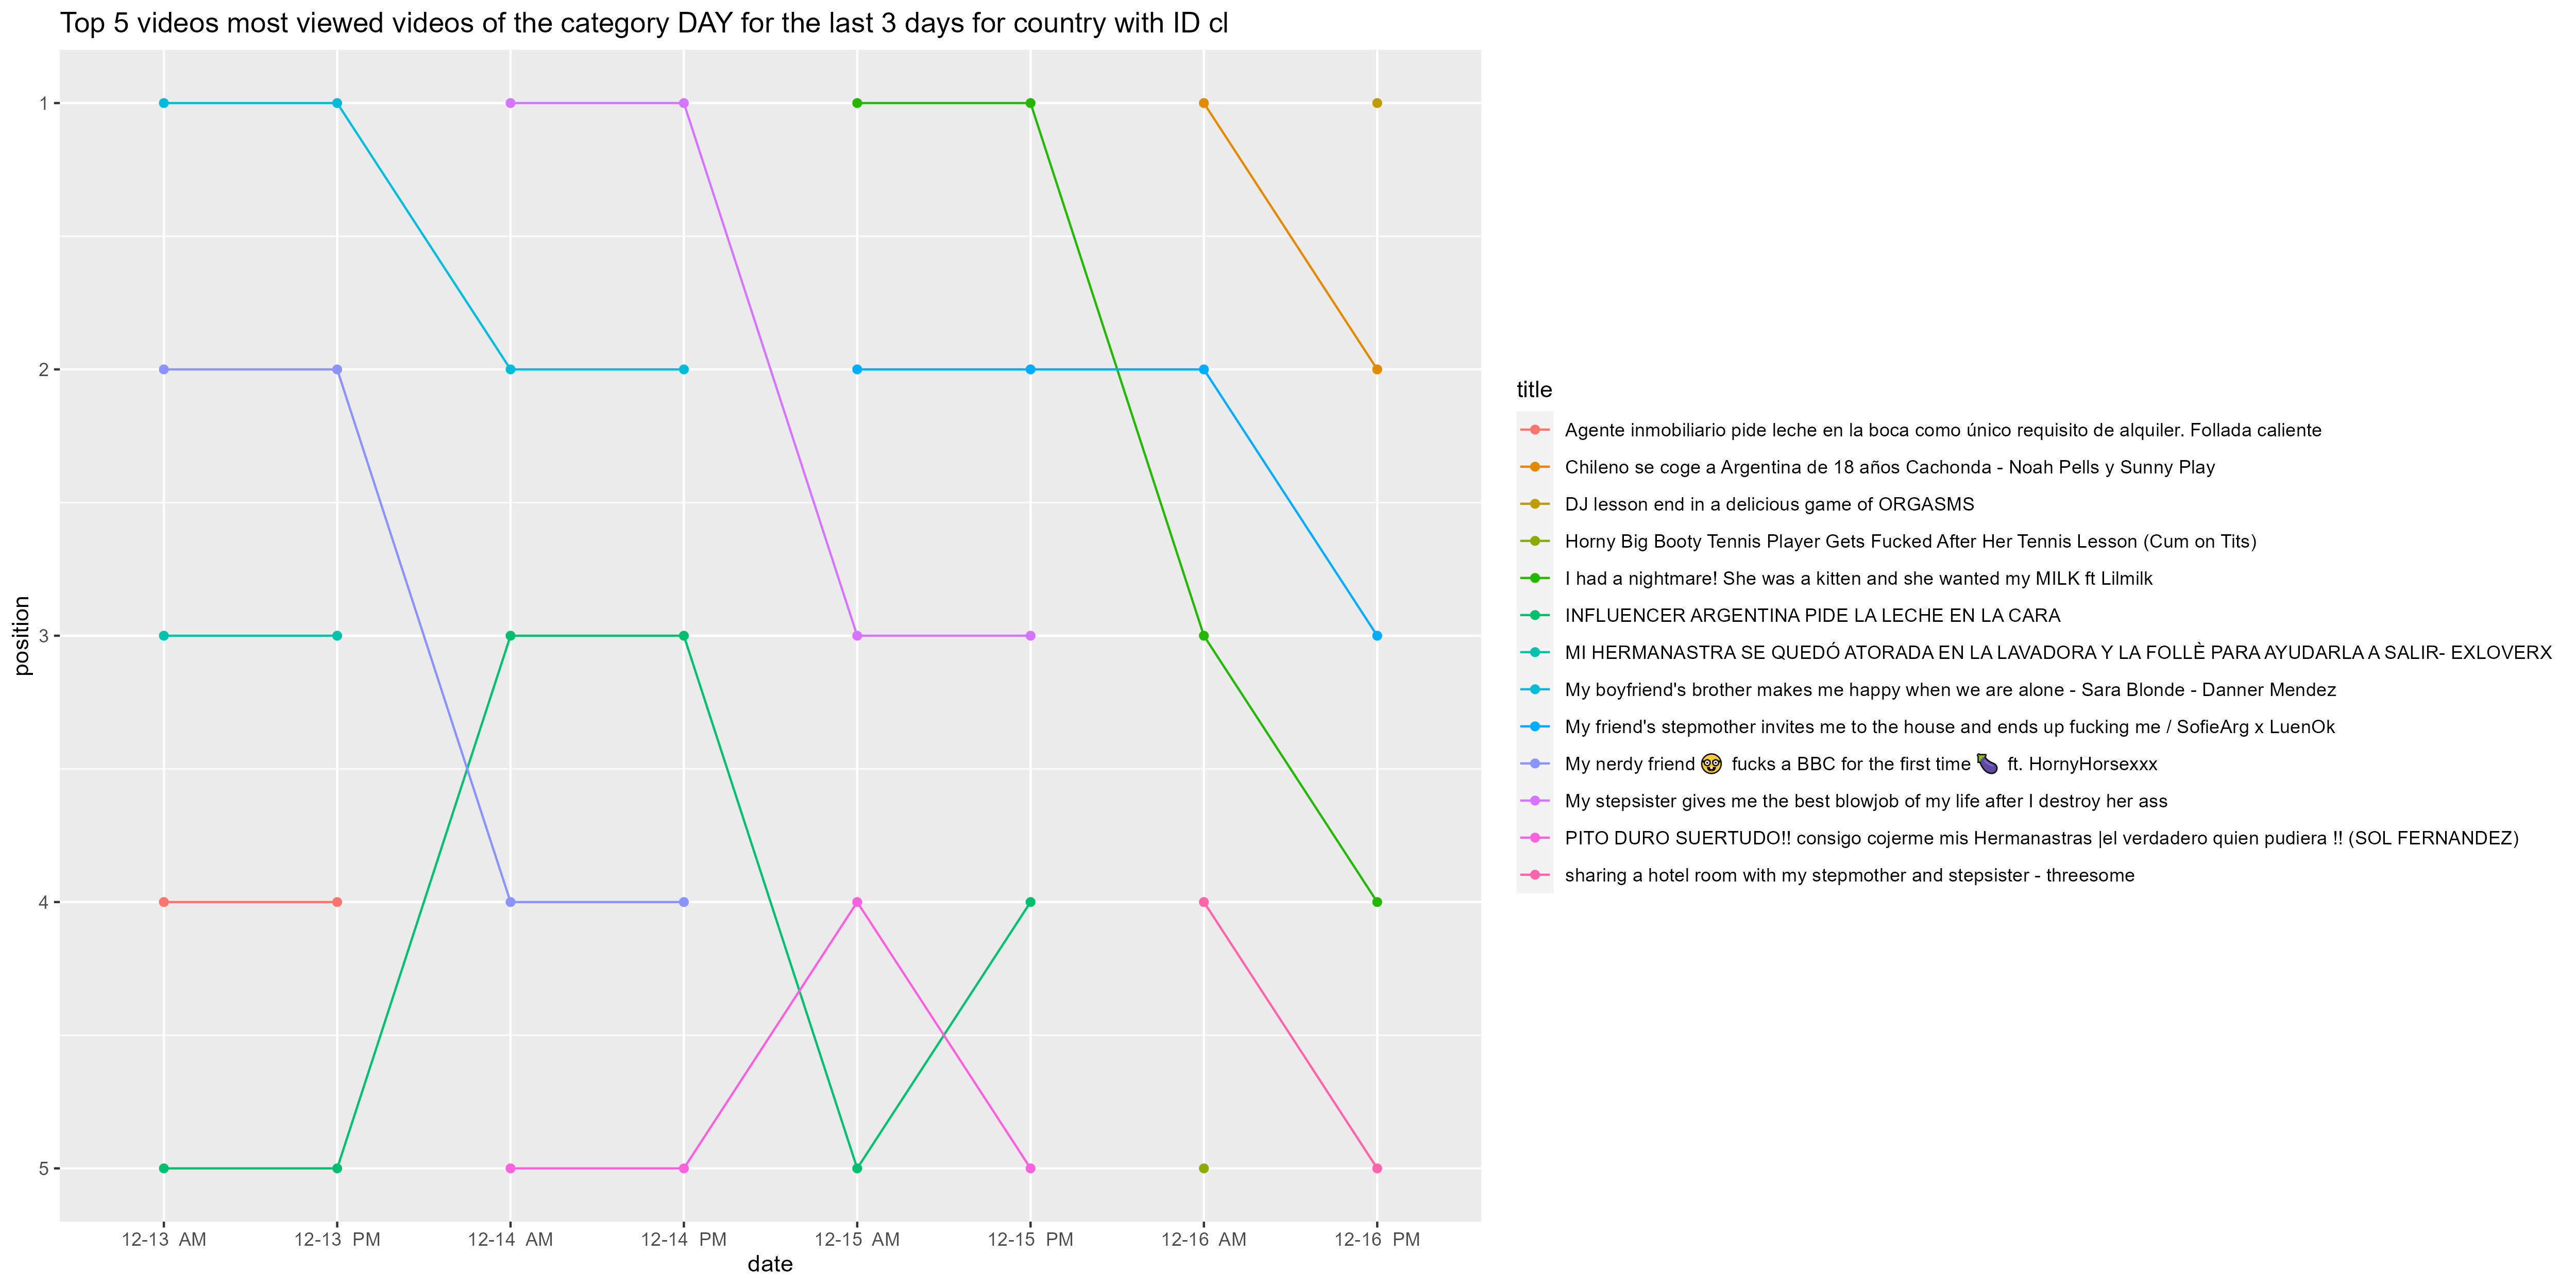 Top 5 videos most viewed videos of the category DAY for the last 3 days for country with ID cl
1
2
3
4
5
position
12-13 AM
12-13 PM
12-14 AM
12-14 PM
12-15 AM
12-15 PM
12-16 AM
12-16 PM
date
title
Agente inmobiliario pide leche en la boca como único requisito de alquiler. Follada caliente
Chileno se coge a Argentina de 18 años Cachonda - Noah Pells y Sunny Play
DJ lesson end in a delicious game of ORGASMS
Horny Big Booty Tennis Player Gets Fucked After Her Tennis Lesson (Cum on Tits)
I had a nightmare! She was a kitten and she wanted my MILK ft Lilmilk
INFLUENCER ARGENTINA PIDE LA LECHE EN LA CARA
MI HERMANASTRA SE QUEDÓ ATORADA EN LA LAVADORA Y LA FOLLÈ PARA AYUDARLA A SALIR- EXLOVERX
My boyfriend's brother makes me happy when we are alone - Sara Blonde - Danner Mendez
My friend's stepmother invites me to the house and ends up fucking me / SofieArg x LuenOk
My nerdy friend 🤓 fucks a BBC for the first time 🍆 ft. HornyHorsexxx
My stepsister gives me the best blowjob of my life after I destroy her ass
PITO DURO SUERTUDO!! consigo cojerme mis Hermanastras |el verdadero quien pudiera !! (SOL FERNANDEZ)
sharing a hotel room with my stepmother and stepsister - threesome